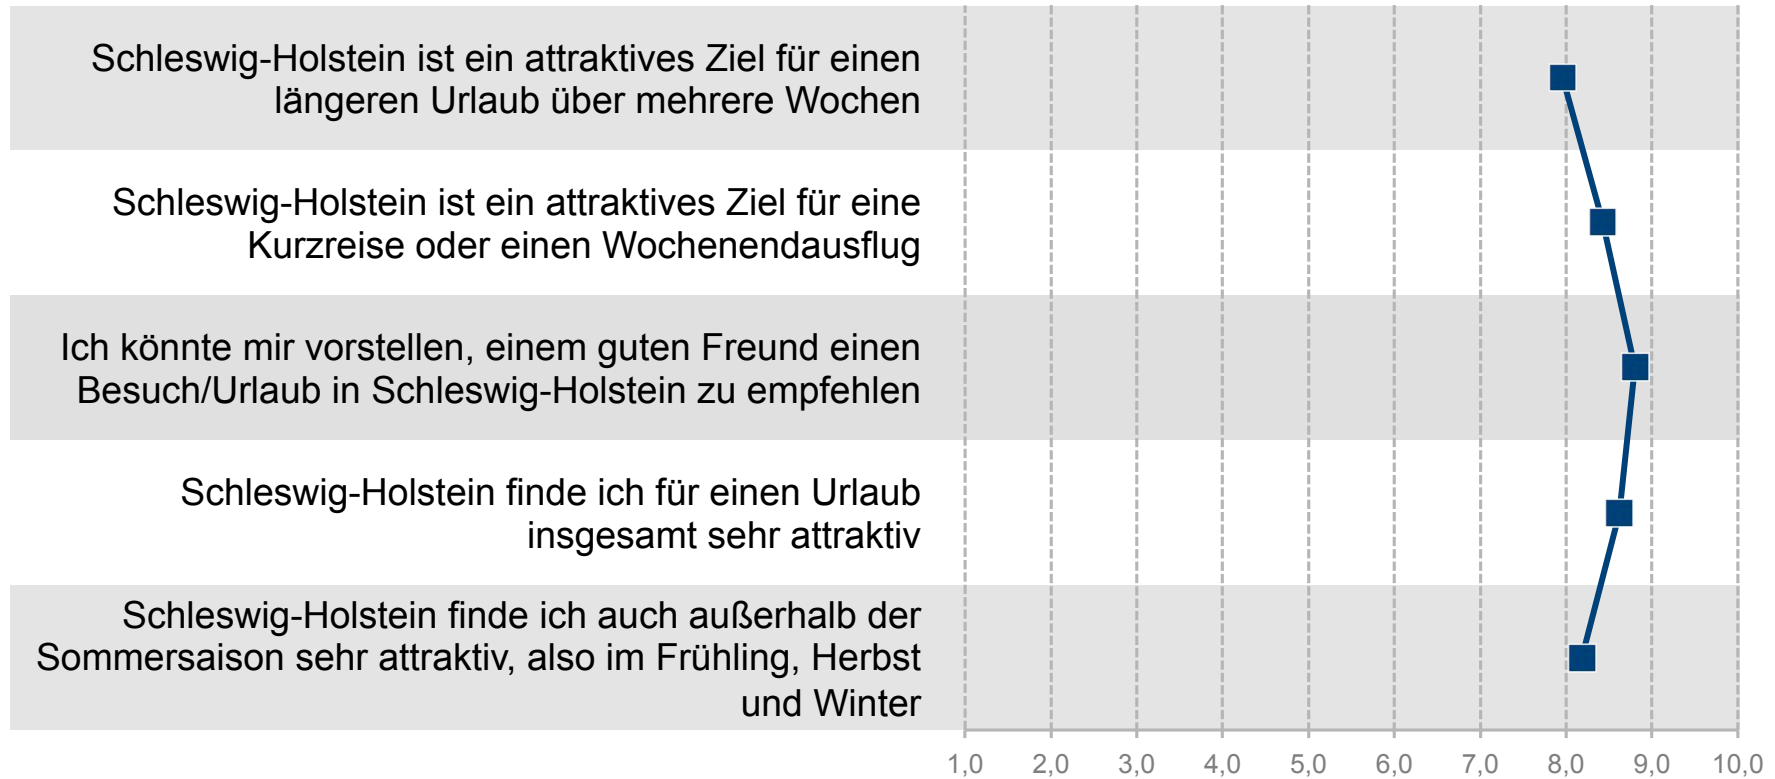 Schleswig-Holstein ist ein attraktives Ziel für einen
längeren Urlaub über mehrere Wochen
Schleswig-Holstein ist ein attraktives Ziel für eine
Kurzreise oder einen Wochenendausflug
Ich könnte mir vorstellen, einem guten Freund einen
Besuch/Urlaub in Schleswig-Holstein zu empfehlen
Schleswig-Holstein finde ich für einen Urlaub
insgesamt sehr attraktiv
Schleswig-Holstein finde ich auch außerhalb der
Sommersaison sehr attraktiv, also im Frühling, Herbst
und Winter
1,0 2,0 3,0 4,0 5,0 6,0 7,0 8,0 9,0 10,0